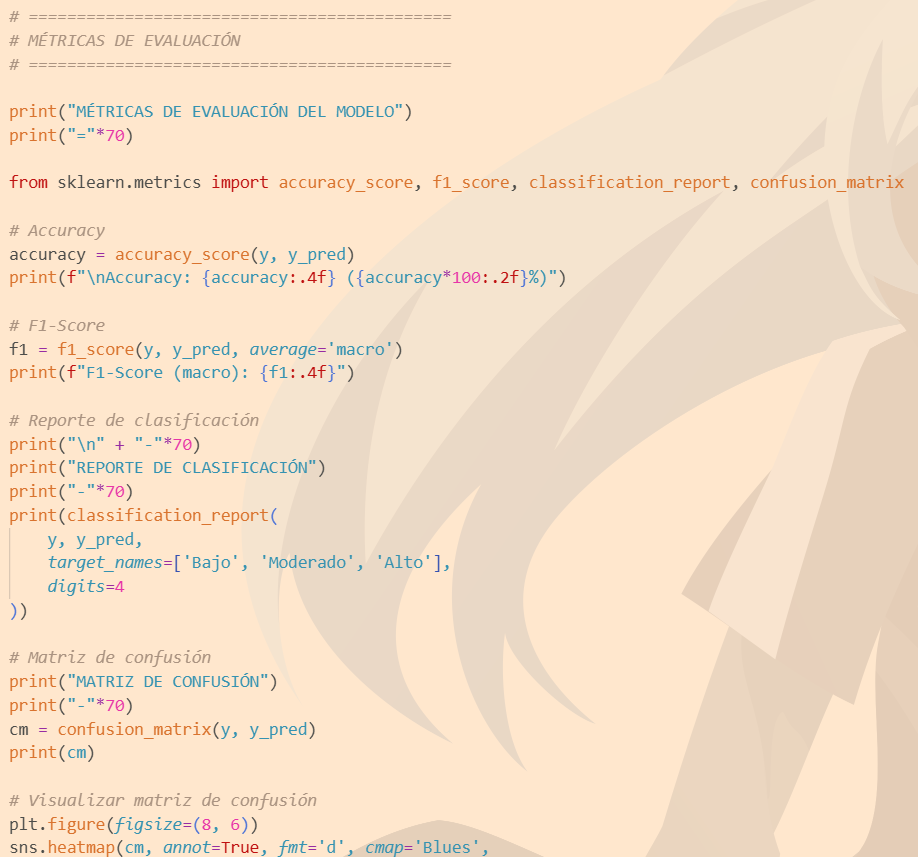 # ============================================
# MÉTRICAS DE EVALUACIÓN
# ============================================
print("MÉTRICAS DE EVALUACIÓN DEL MODELO")
print("="*70)
from sklearn.metrics import accuracy_score, f1_score, classification_report, confusion_matrix
# Accuracy
accuracy = accuracy_score(y, y_pred)
print(f"\nAccuracy: {accuracy:.4f} ({accuracy*100:.2f}%)")
# F1-Score
f1 = f1_score(y, y_pred, average='macro')
print(f"F1-Score (macro): {f1:.4f}")
# Reporte de clasificación
print("\n" + "-"*70)
print("REPORTE DE CLASIFICACIÓN")
print("-"*70)
print(classification_report(
    y, y_pred,
    target_names=['Bajo', 'Moderado', 'Alto'],
    digits=4
))
# Matriz de confusión
print("MATRIZ DE CONFUSIÓN")
print("-"*70)
cm = confusion_matrix(y, y_pred)
print(cm)
# Visualizar matriz de confusión
plt.figure(figsize=(8, 6))
sns.heatmap(cm, annot=True, fmt='d', cmap='Blues',